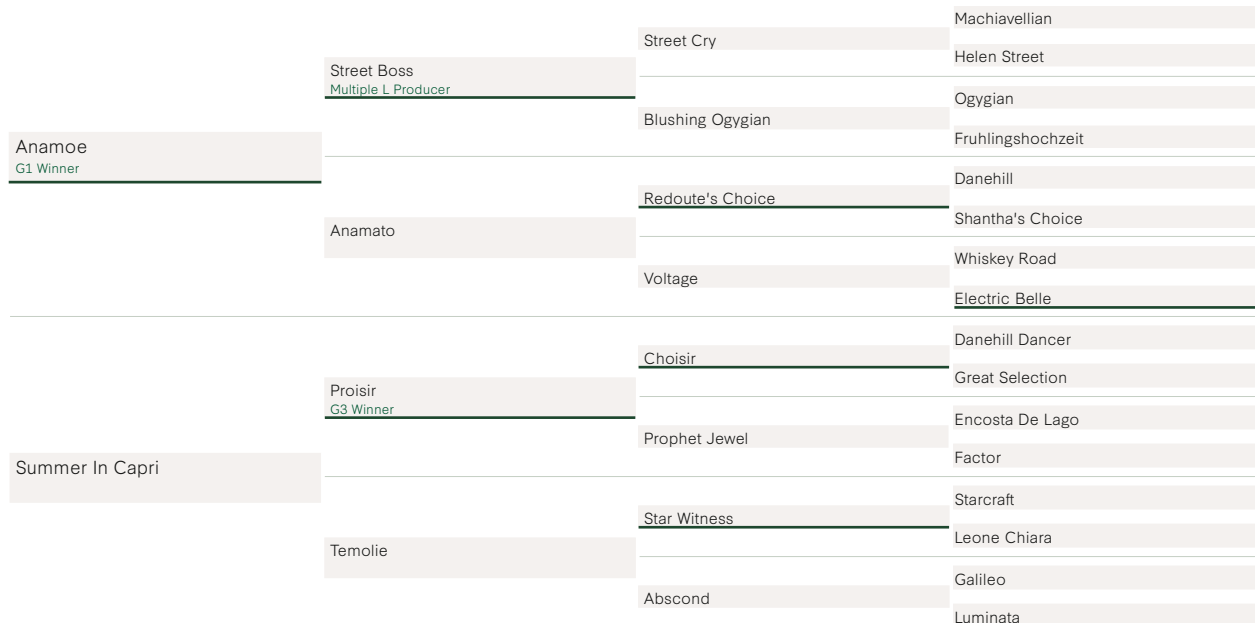 Anamoe
G1 Winner
Summer In Capri
Street Boss
Multiple L Producer
Anamato
Proisir
G3 Winner
Temolie
Street Cry
Blushing Ogygian
Redoute's Choice
Voltage
Choisir
Prophet Jewel
Star Witness
Abscond
Machiavellian
Helen Street
Ogygian
Fruhlingshochzeit
Danehill
Shantha's Choice
Whiskey Road
Electric Belle
Danehill Dancer
Great Selection
Encosta De Lago
Factor
Starcraft
Leone Chiara
Galileo
Luminata